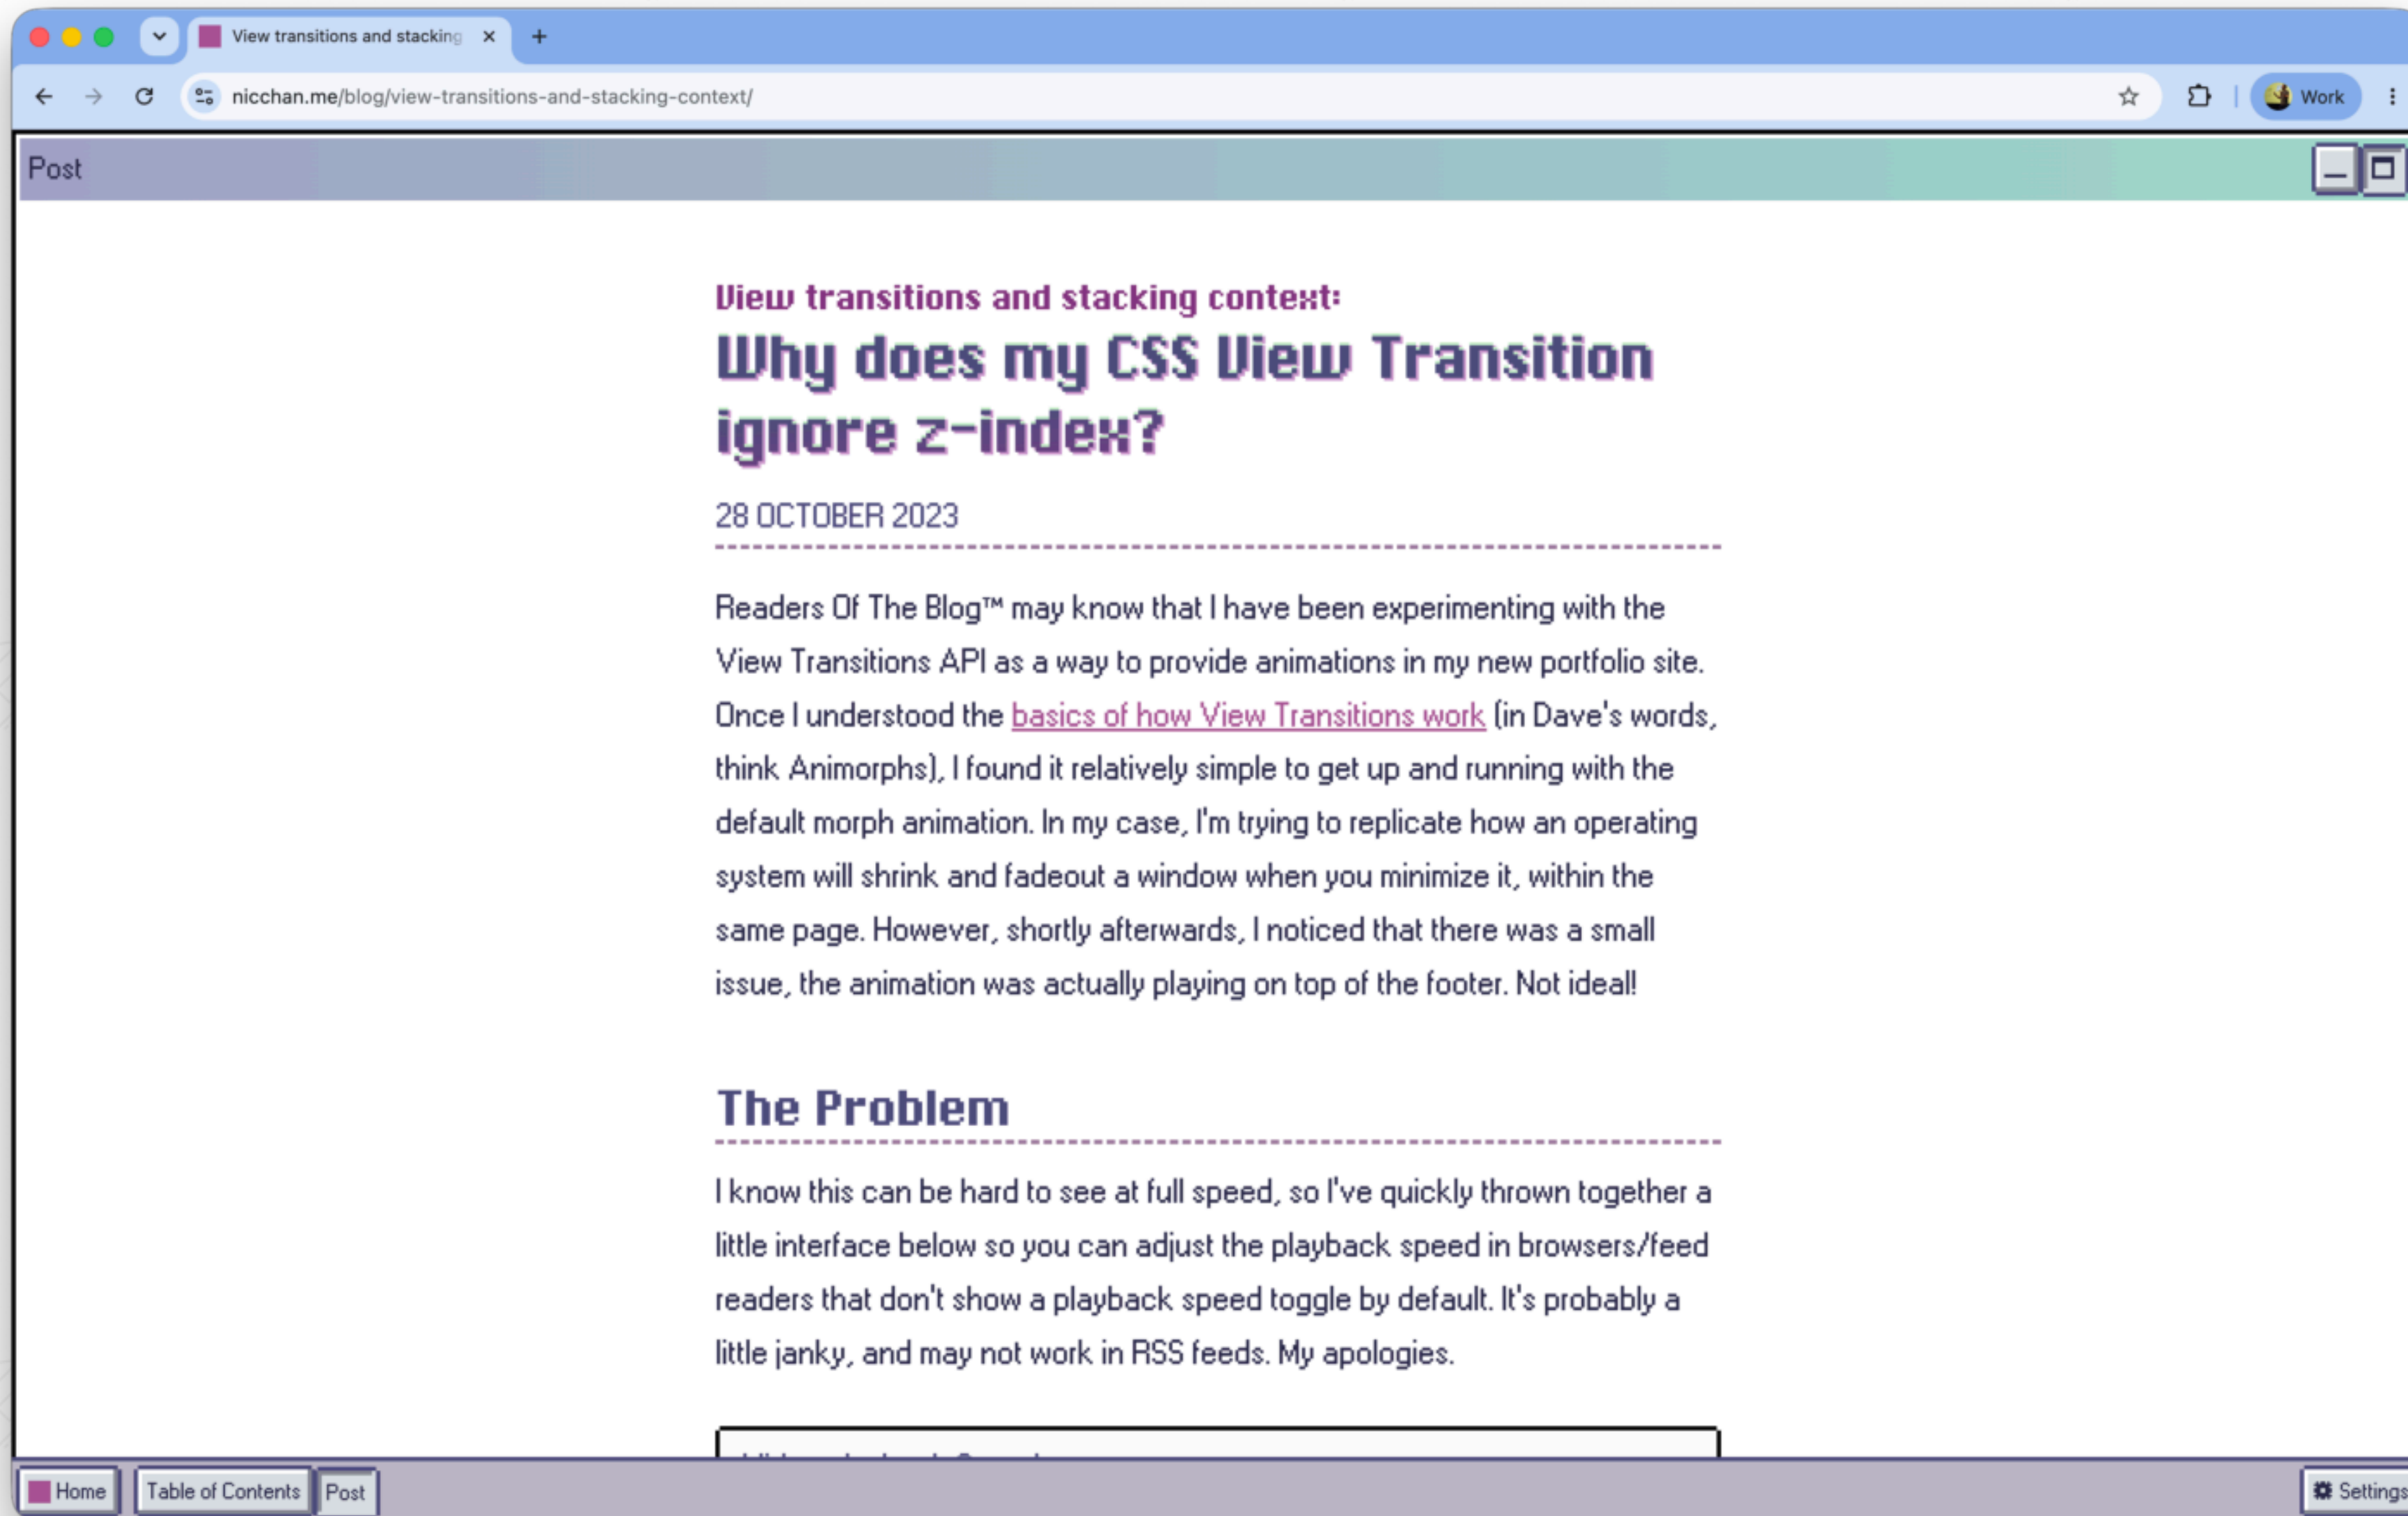 View transitions and stacking
nicchan.me/blog/view-transitions-and-stacking-context/
Work
Post
View transitions and stacking context:
Why does my CSS View Transition
ignore z-index?
28 OCTOBER 2023
Readers Of The Blog™ may know that I have been experimenting with the
View Transitions API as a way to provide animations in my new portfolio site.
Once I understood the basics of how View Transitions work (in Dave's words,
think Animorphs), I found it relatively simple to get up and running with the
default morph animation. In my case, I'm trying to replicate how an operating
system will shrink and fadeout a window when you minimize it, within the
same page. However, shortly afterwards, I noticed that there was a small
issue, the animation was actually playing on top of the footer. Not ideal!
The Problem
I know this can be hard to see at full speed, so I've quickly thrown together a
little interface below so you can adjust the playback speed in browsers/feed
readers that don't show a playback speed toggle by default. It's probably a
little janky, and may not work in RSS feeds. My apologies.
Home
Table of Contents
Post
Settings